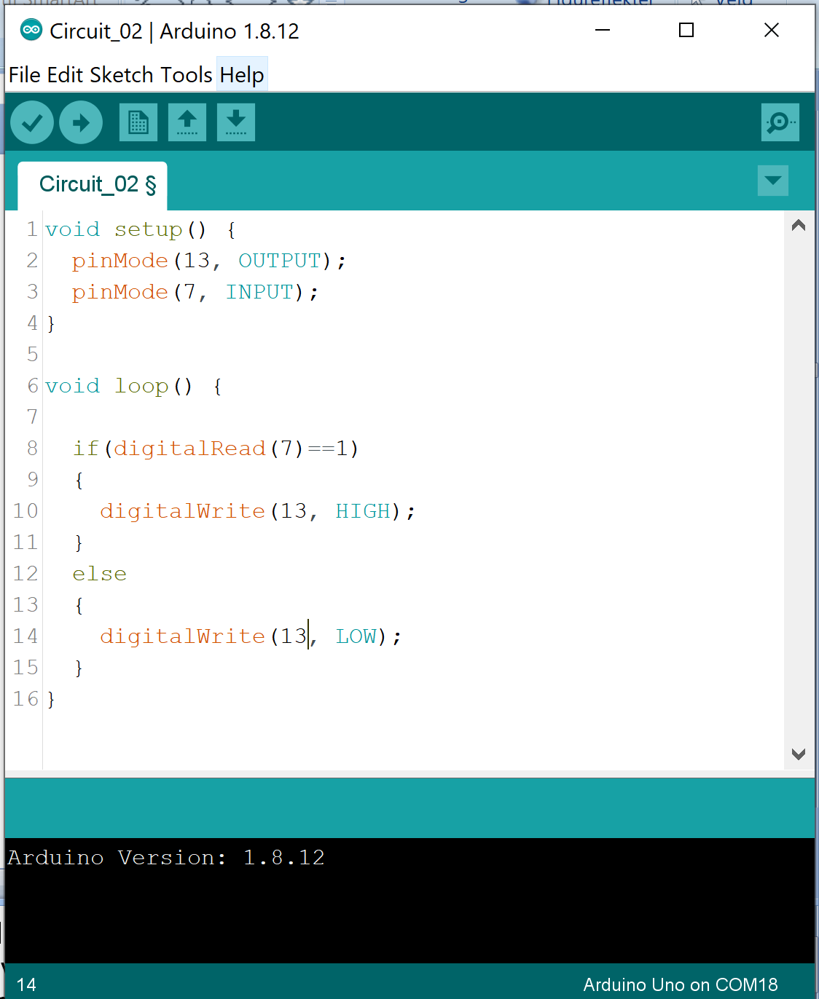 Circuit_02 | Arduino 1.8.12
File Edit Sketch Tools Help
Circuit_02 §
1 void setup() {
2   pinMode(13, OUTPUT);
3   pinMode(7, INPUT);
4 }
5
6 void loop() {
7
8   if(digitalRead(7)==1)
9   {
10     digitalWrite(13, HIGH);
11   }
12   else
13   {
14     digitalWrite(13, LOW);
15   }
16 }
Arduino Version: 1.8.12
14 Arduino Uno on COM18